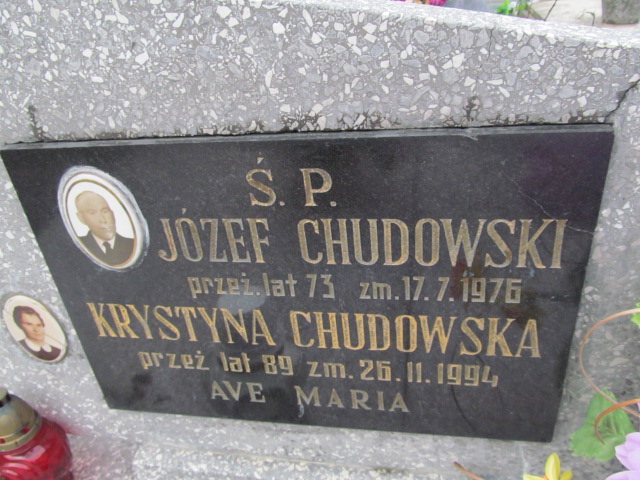 Ś. P.
JÓZEF CHUDOWSKI
przeż. lat 73 zm. 17.7.1976
KRYSTYNA CHUDOWSKA
przeż lat 89 zm. 26.11.1994
AVE MARIA